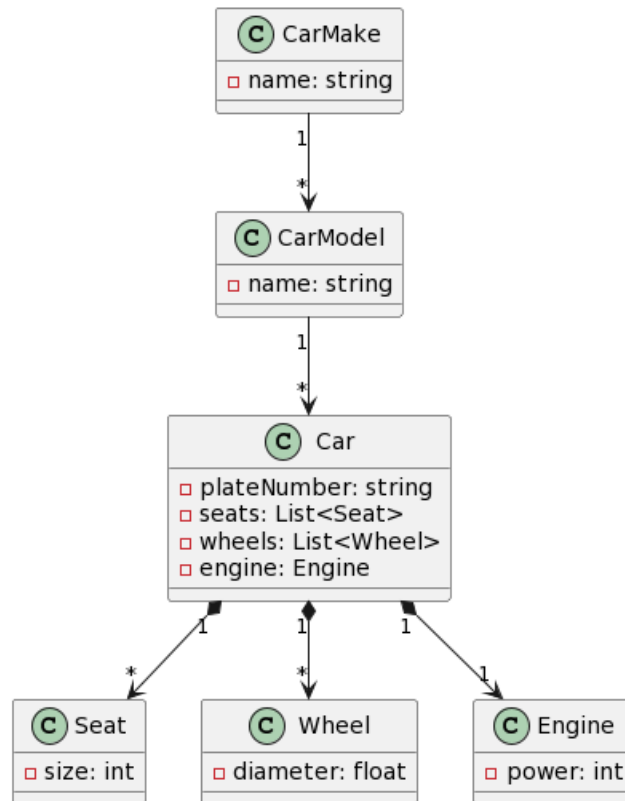 C CarMake
name: string
1
*
C CarModel
name: string
1
*
C Car
plateNumber: string
seats: List<Seat>
wheels: List<Wheel>
engine: Engine
1 1 1
* * 1
C Seat C Wheel C Engine
size: int diameter: float power: int